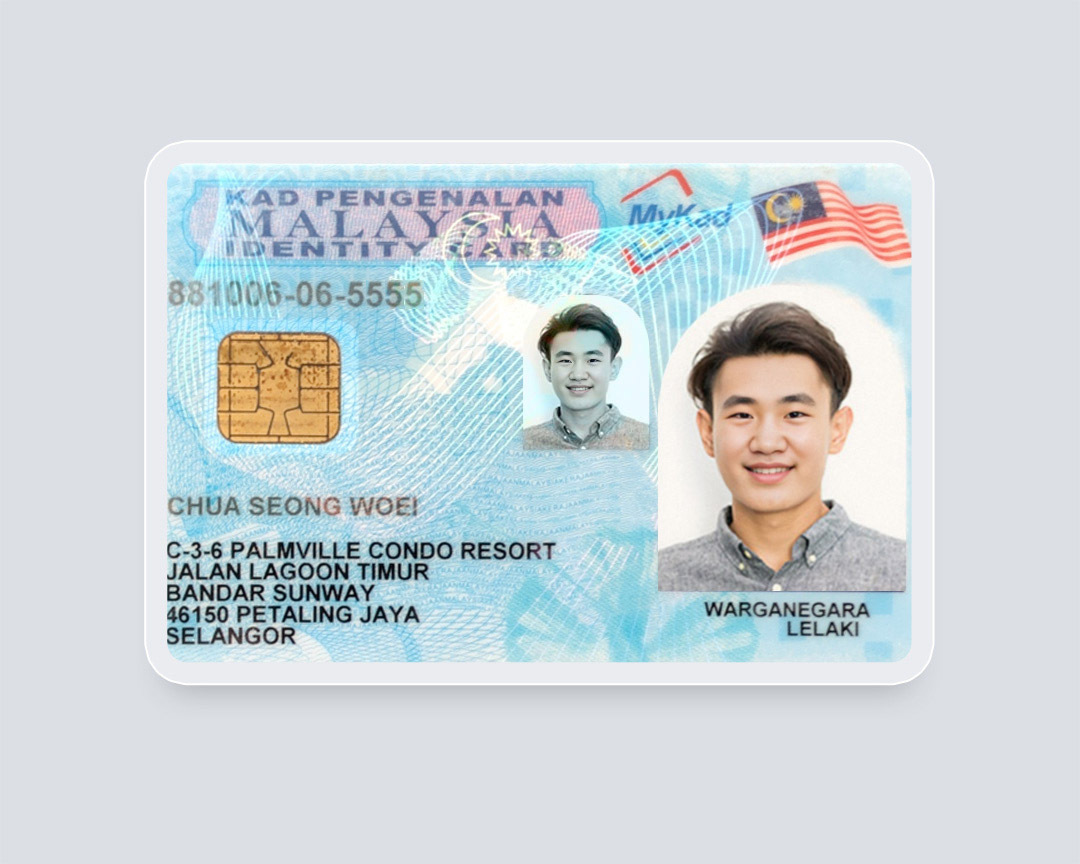 KAD PENGENALAN
MALAYSIA
IDENTITY CARD
MyKad
881006-06-5555
CHUA SEONG WOEI
C-3-6 PALMVILLE CONDO RESORT
JALAN LAGOON TIMUR
BANDAR SUNWAY
46150 PETALING JAYA
SELANGOR
WARGANEGARA
LELAKI